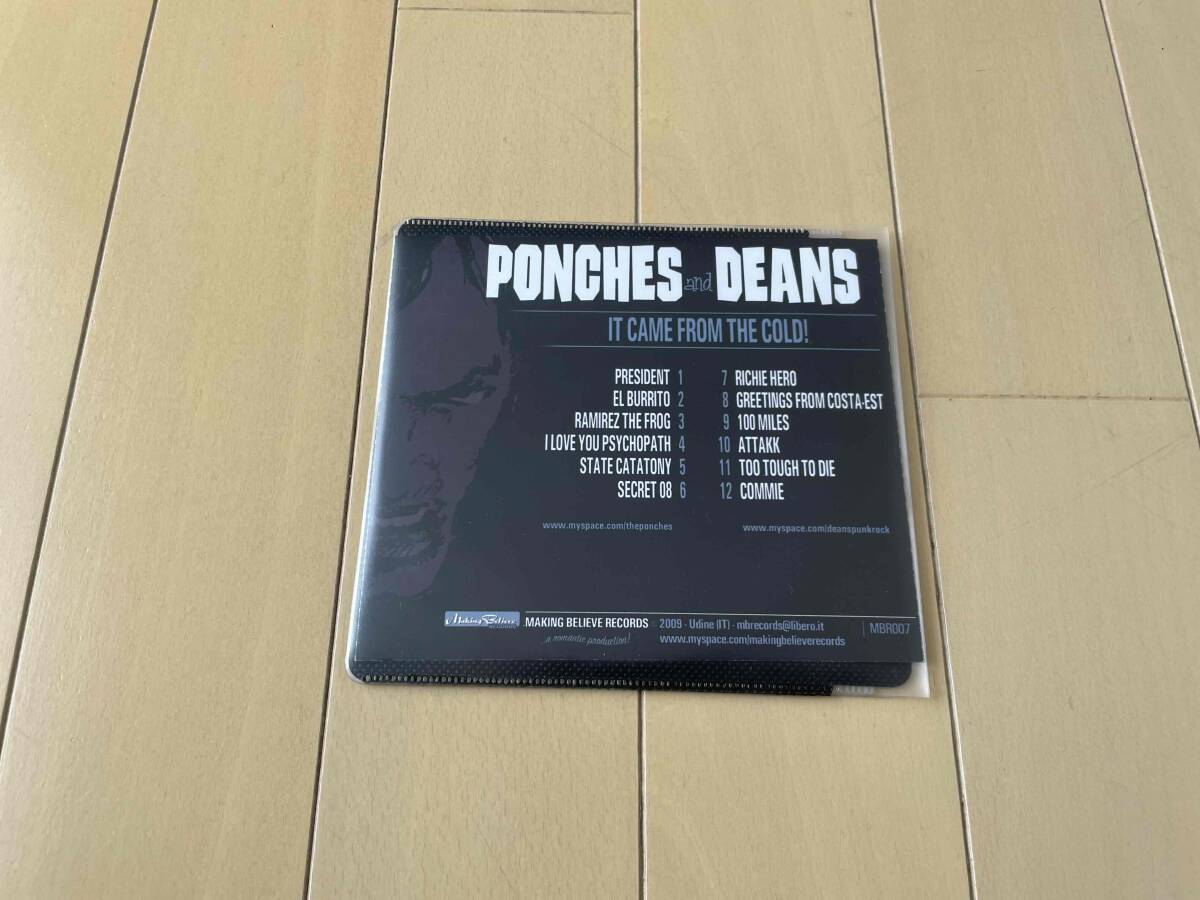 PONCHES and DEANS
IT CAME FROM THE COLD!
PRESIDENT 1
EL BURRITO 2
RAMIREZ THE FROG 3
I LOVE YOU PSYCHOPATH 4
STATE CATATONY 5
SECRET 08 6
www.myspace.com/theponches
7 RICHIE HERO
8 GREETINGS FROM COSTA-EST
9 100 MILES
10 ATTAKK
11 TOO TOUGH TO DIE
12 COMMIE
www.myspace.com/deanspunkrock
Making Believe
RECORDS
MAKING BELIEVE RECORDS © 2009 - Udine (IT) - mbrecords@libero.it
...a romantic production!
www.myspace.com/makingbelieverecords
MBR007